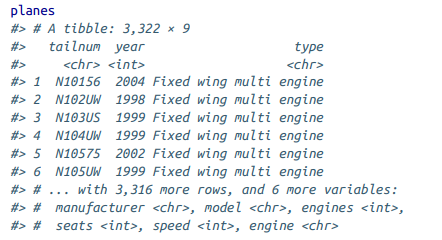 planes
#> # A tibble: 3,322 × 9
#>   tailnum  year                    type
#>     <chr> <int>                   <chr>
#> 1  N10156  2004 Fixed wing multi engine
#> 2  N102UW  1998 Fixed wing multi engine
#> 3  N103US  1999 Fixed wing multi engine
#> 4  N104UW  1999 Fixed wing multi engine
#> 5  N10575  2002 Fixed wing multi engine
#> 6  N105UW  1999 Fixed wing multi engine
#> # ... with 3,316 more rows, and 6 more variables:
#> #   manufacturer <chr>, model <chr>, engines <int>,
#> #   seats <int>, speed <int>, engine <chr>